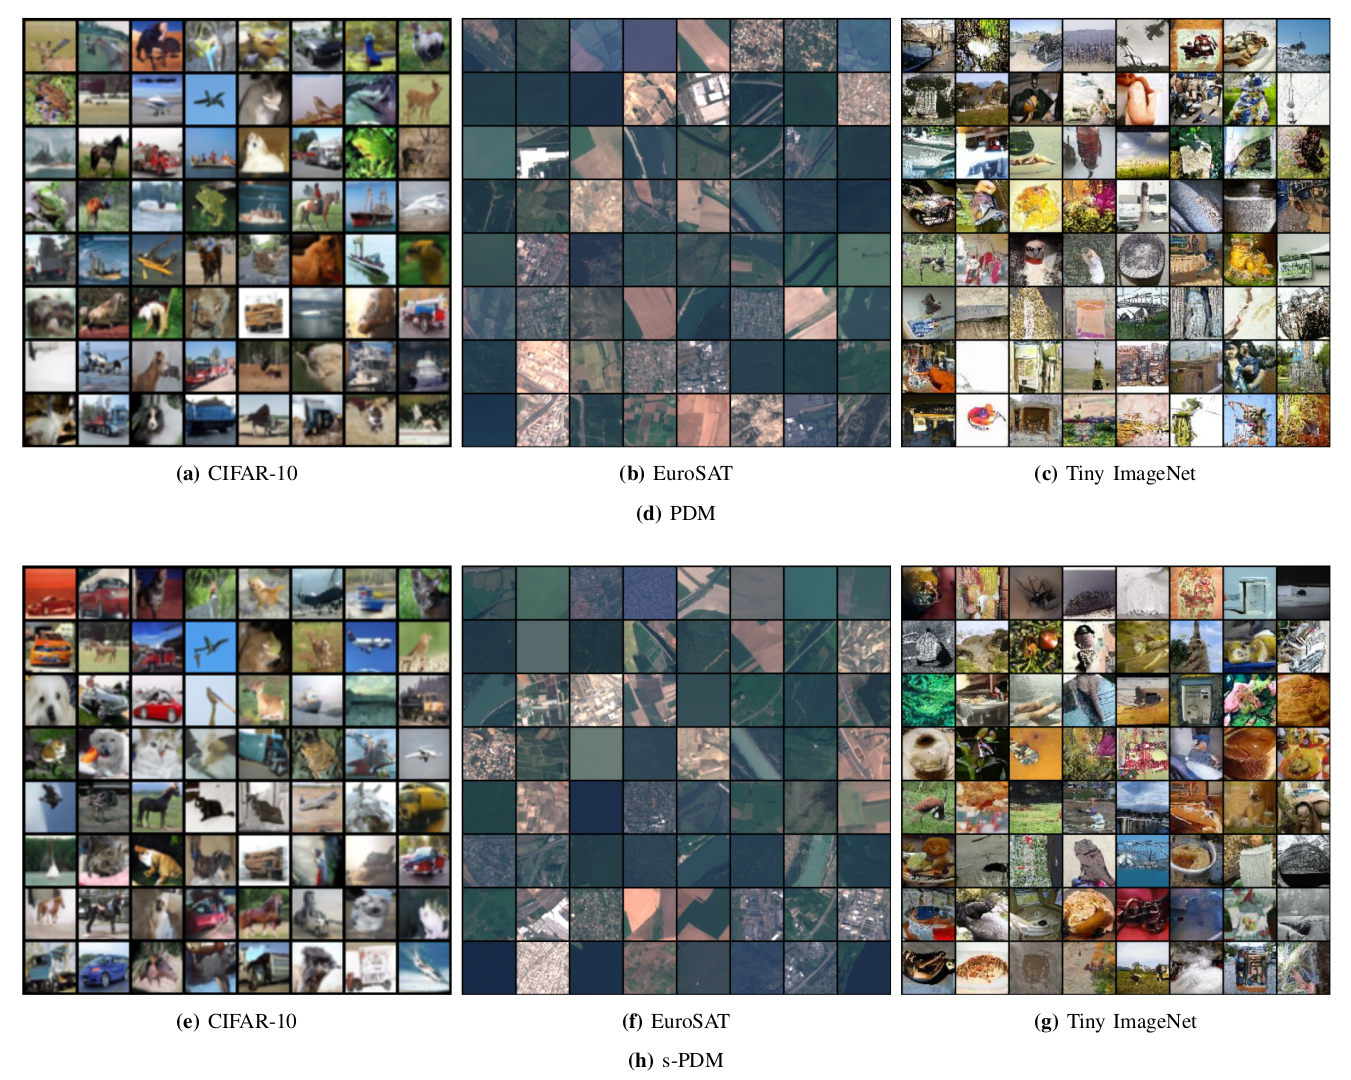 (a) CIFAR-10
(b) EuroSAT
(c) Tiny ImageNet
(d) PDM
(e) CIFAR-10
(f) EuroSAT
(g) Tiny ImageNet
(h) s-PDM